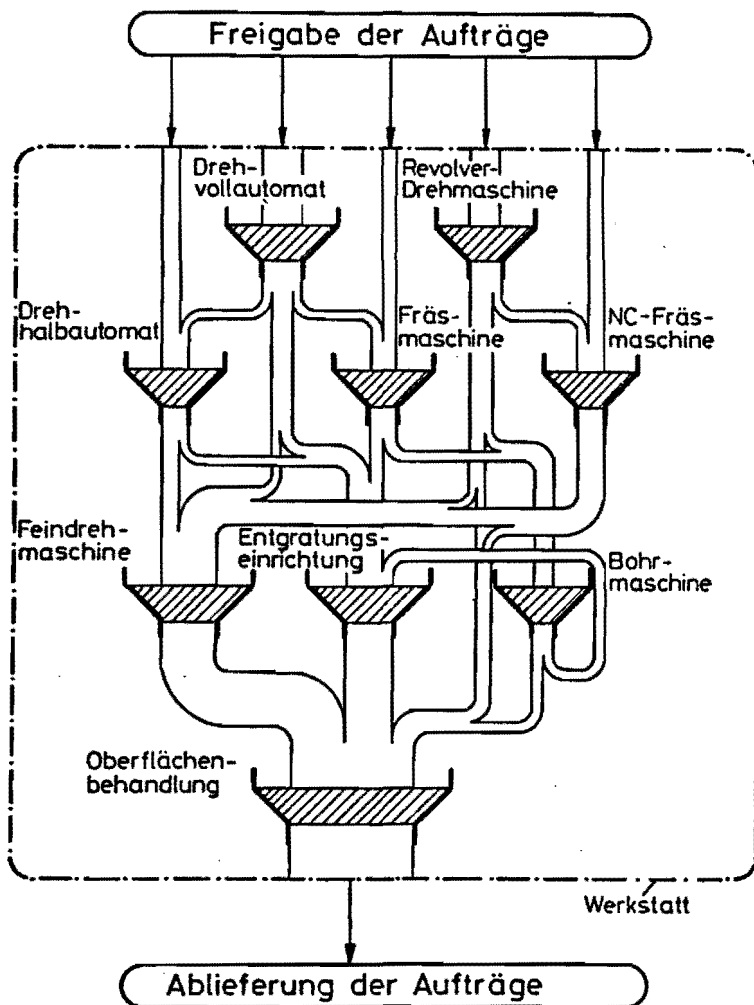 Freigabe der Aufträge
Dreh-
vollautomat
Revolver-
Drehmaschine
Dreh-
halbautomat
Fräs-
maschine
NC-Fräs-
maschine
Feindreh-
maschine
Entgratungs-
einrichtung
Bohr-
maschine
Oberflächen-
behandlung
Werkstatt
Ablieferung der Aufträge